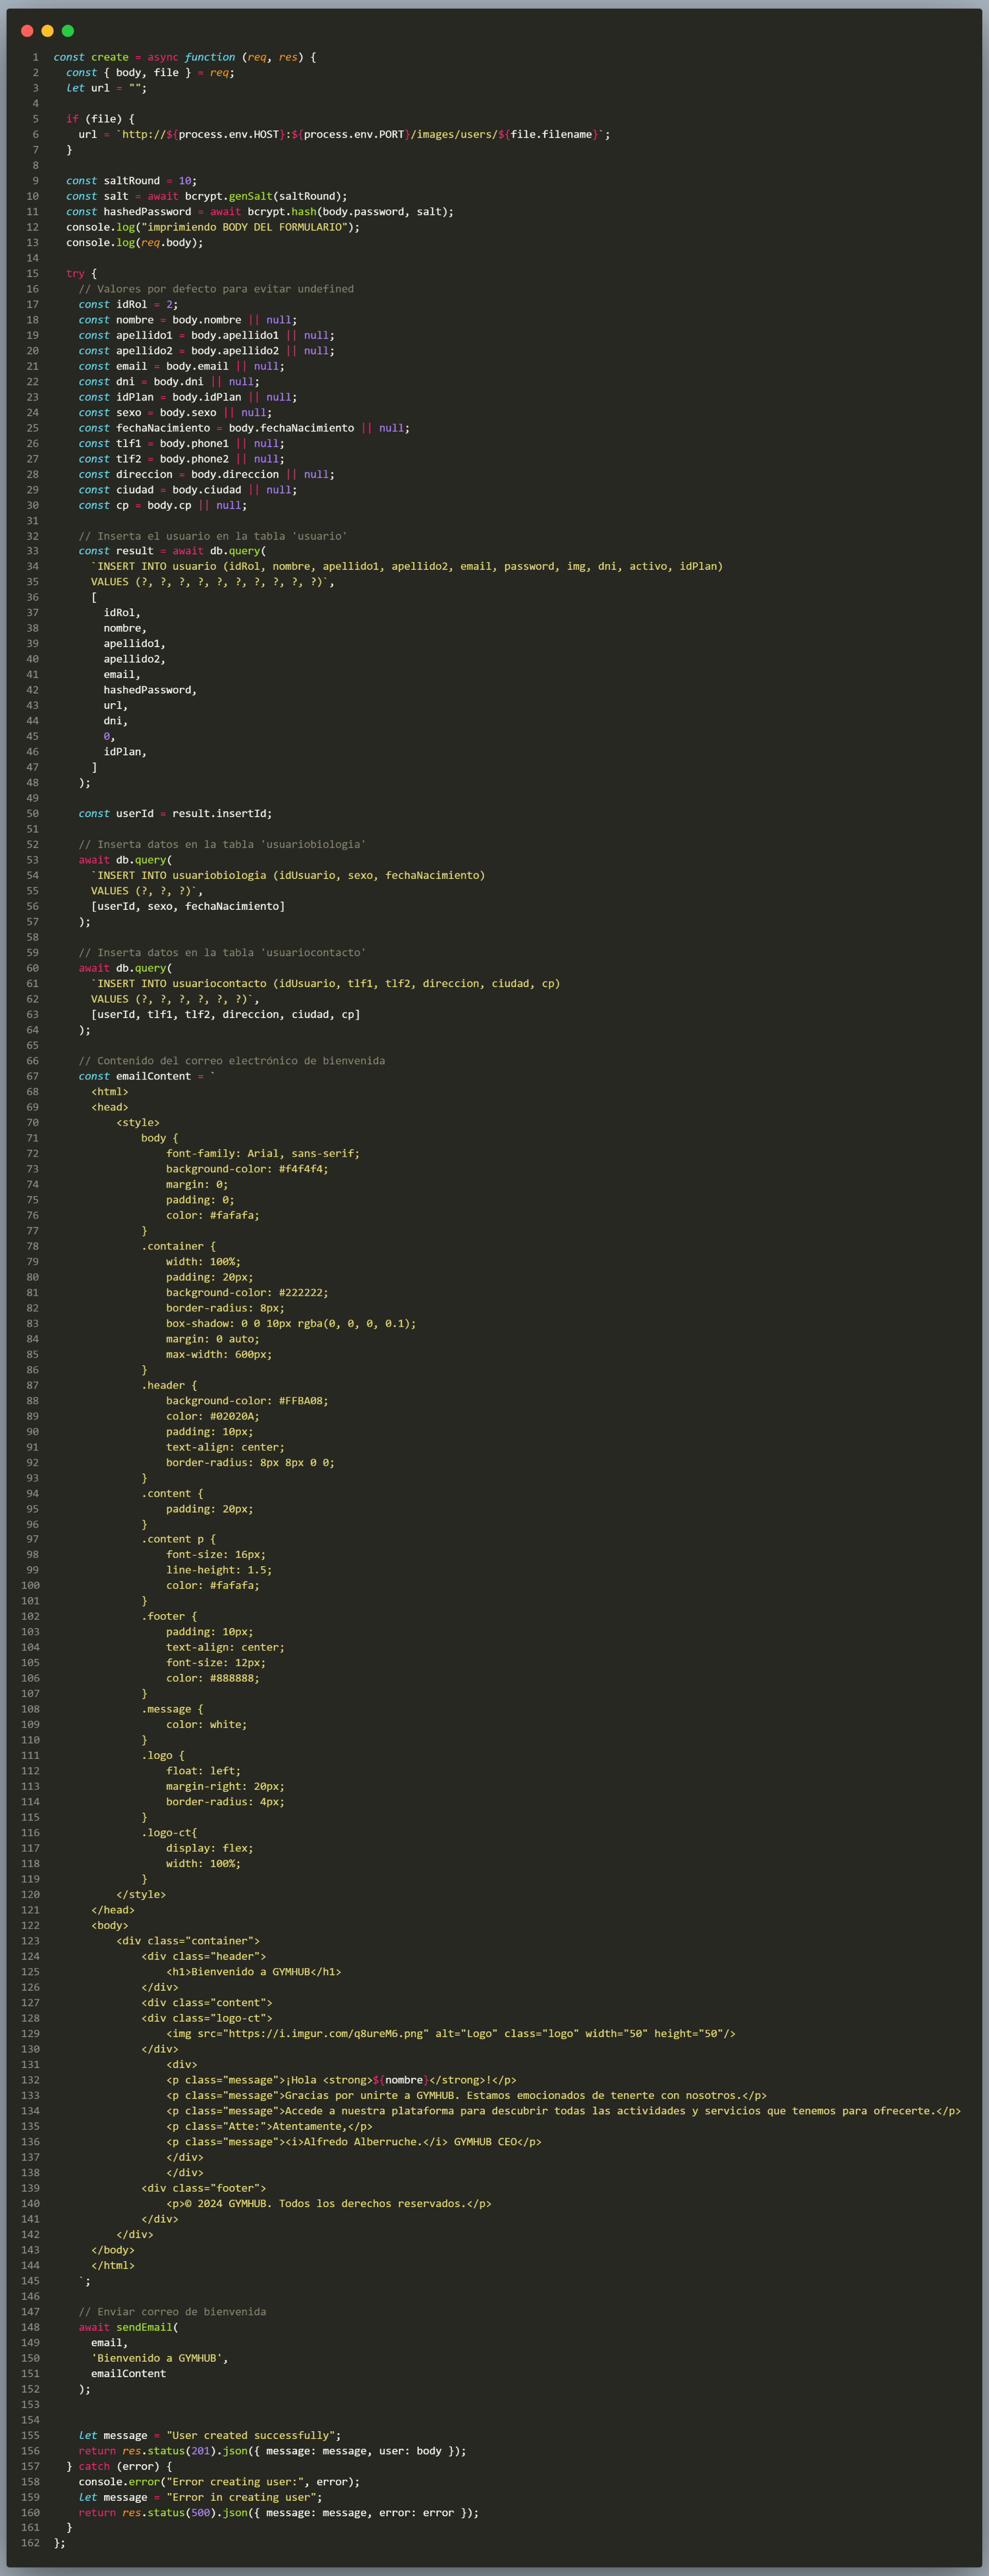 1 const create = async function (req, res) {
2   const { body, file } = req;
3   let url = "";
4
5   if (file) {
6     url = `http://${process.env.HOST}:${process.env.PORT}/images/users/${file.filename}`;
7   }
8
9   const saltRound = 10;
10   const salt = await bcrypt.genSalt(saltRound);
11   const hashedPassword = await bcrypt.hash(body.password, salt);
12   console.log("imprimiendo BODY DEL FORMULARIO");
13   console.log(req.body);
14
15   try {
16     // Valores por defecto para evitar undefined
17     const idRol = 2;
18     const nombre = body.nombre || null;
19     const apellido1 = body.apellido1 || null;
20     const apellido2 = body.apellido2 || null;
21     const email = body.email || null;
22     const dni = body.dni || null;
23     const idPlan = body.idPlan || null;
24     const sexo = body.sexo || null;
25     const fechaNacimiento = body.fechaNacimiento || null;
26     const tlf1 = body.phone1 || null;
27     const tlf2 = body.phone2 || null;
28     const direccion = body.direccion || null;
29     const ciudad = body.ciudad || null;
30     const cp = body.cp || null;
31
32     // Inserta el usuario en la tabla 'usuario'
33     const result = await db.query(
34       `INSERT INTO usuario (idRol, nombre, apellido1, apellido2, email, password, img, dni, activo, idPlan)
35       VALUES (?, ?, ?, ?, ?, ?, ?, ?, ?, ?)`,
36       [
37         idRol,
38         nombre,
39         apellido1,
40         apellido2,
41         email,
42         hashedPassword,
43         url,
44         dni,
45         0,
46         idPlan,
47       ]
48     );
49
50     const userId = result.insertId;
51
52     // Inserta datos en la tabla 'usuariobiologia'
53     await db.query(
54       `INSERT INTO usuariobiologia (idUsuario, sexo, fechaNacimiento)
55       VALUES (?, ?, ?)`,
56       [userId, sexo, fechaNacimiento]
57     );
58
59     // Inserta datos en la tabla 'usuariocontacto'
60     await db.query(
61       `INSERT INTO usuariocontacto (idUsuario, tlf1, tlf2, direccion, ciudad, cp)
62       VALUES (?, ?, ?, ?, ?, ?)`,
63       [userId, tlf1, tlf2, direccion, ciudad, cp]
64     );
65
66     // Contenido del correo electrónico de bienvenida
67     const emailContent = `
68       <html>
69       <head>
70           <style>
71               body {
72                   font-family: Arial, sans-serif;
73                   background-color: #f4f4f4;
74                   margin: 0;
75                   padding: 0;
76                   color: #fafafa;
77               }
78               .container {
79                   width: 100%;
80                   padding: 20px;
81                   background-color: #222222;
82                   border-radius: 8px;
83                   box-shadow: 0 0 10px rgba(0, 0, 0, 0.1);
84                   margin: 0 auto;
85                   max-width: 600px;
86               }
87               .header {
88                   background-color: #FFBA08;
89                   color: #02020A;
90                   padding: 10px;
91                   text-align: center;
92                   border-radius: 8px 8px 0 0;
93               }
94               .content {
95                   padding: 20px;
96               }
97               .content p {
98                   font-size: 16px;
99                   line-height: 1.5;
100                   color: #fafafa;
101               }
102               .footer {
103                   padding: 10px;
104                   text-align: center;
105                   font-size: 12px;
106                   color: #888888;
107               }
108               .message {
109                   color: white;
110               }
111               .logo {
112                   float: left;
113                   margin-right: 20px;
114                   border-radius: 4px;
115               }
116               .logo-ct{
117                   display: flex;
118                   width: 100%;
119               }
120           </style>
121       </head>
122       <body>
123           <div class="container">
124               <div class="header">
125                   <h1>Bienvenido a GYMHUB</h1>
126               </div>
127               <div class="content">
128               <div class="logo-ct">
129                   <img src="https://i.imgur.com/q8ureM6.png" alt="Logo" class="logo" width="50" height="50"/>
130               </div>
131                   <div>
132                   <p class="message">¡Hola <strong>${nombre}</strong>!</p>
133                   <p class="message">Gracias por unirte a GYMHUB. Estamos emocionados de tenerte con nosotros.</p>
134                   <p class="message">Accede a nuestra plataforma para descubrir todas las actividades y servicios que tenemos para ofrecerte.</p>
135                   <p class="Atte:">Atentamente,</p>
136                   <p class="message"><i>Alfredo Alberruche.</i> GYMHUB CEO</p>
137                   </div>
138                   </div>
139               <div class="footer">
140                   <p>© 2024 GYMHUB. Todos los derechos reservados.</p>
141               </div>
142           </div>
143       </body>
144       </html>
145     `;
146
147     // Enviar correo de bienvenida
148     await sendEmail(
149       email,
150       'Bienvenido a GYMHUB',
151       emailContent
152     );
153
154
155     let message = "User created successfully";
156     return res.status(201).json({ message: message, user: body });
157   } catch (error) {
158     console.error("Error creating user:", error);
159     let message = "Error in creating user";
160     return res.status(500).json({ message: message, error: error });
161   }
162 };